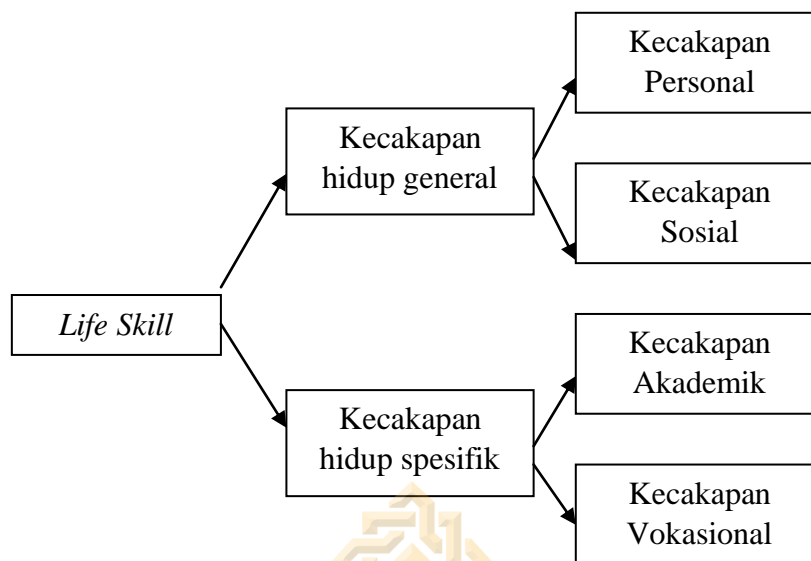 Kecakapan
Personal
Kecakapan
hidup general
Kecakapan
Sosial
Life Skill
Kecakapan
Akademik
Kecakapan
hidup spesifik
Kecakapan
Vokasional